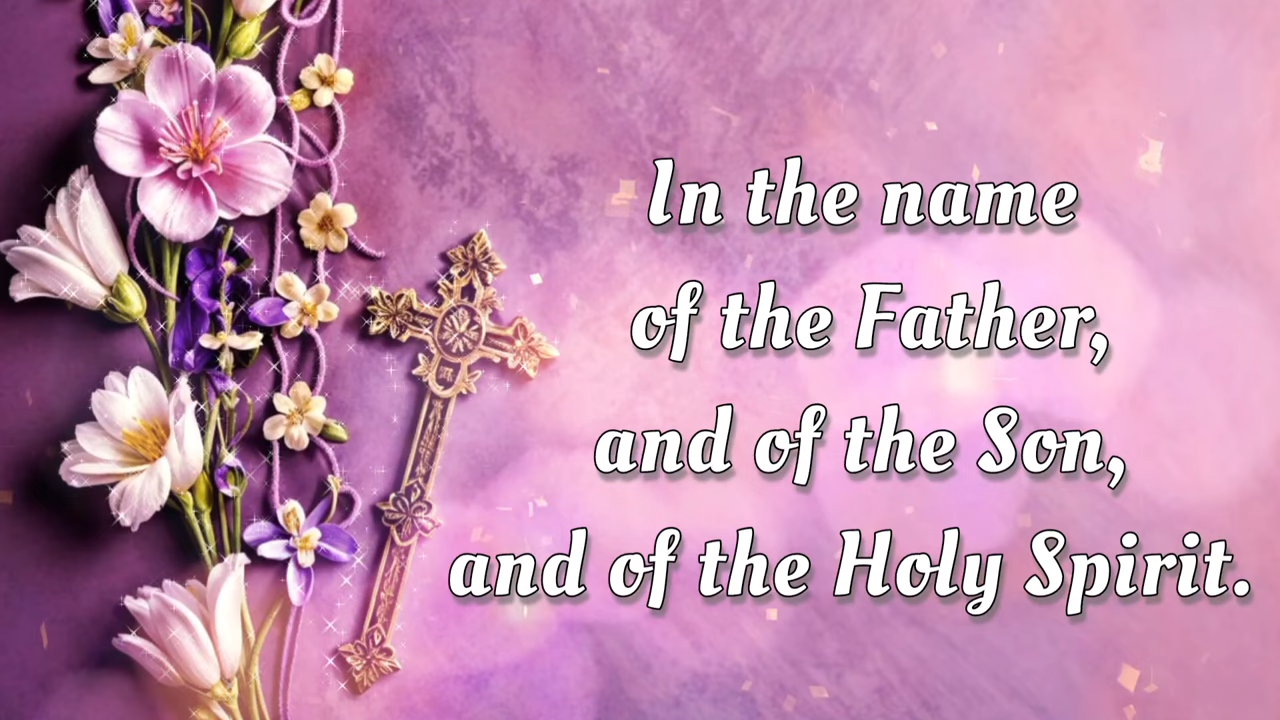 In the name
of the Father,
and of the Son,
and of the Holy Spirit.